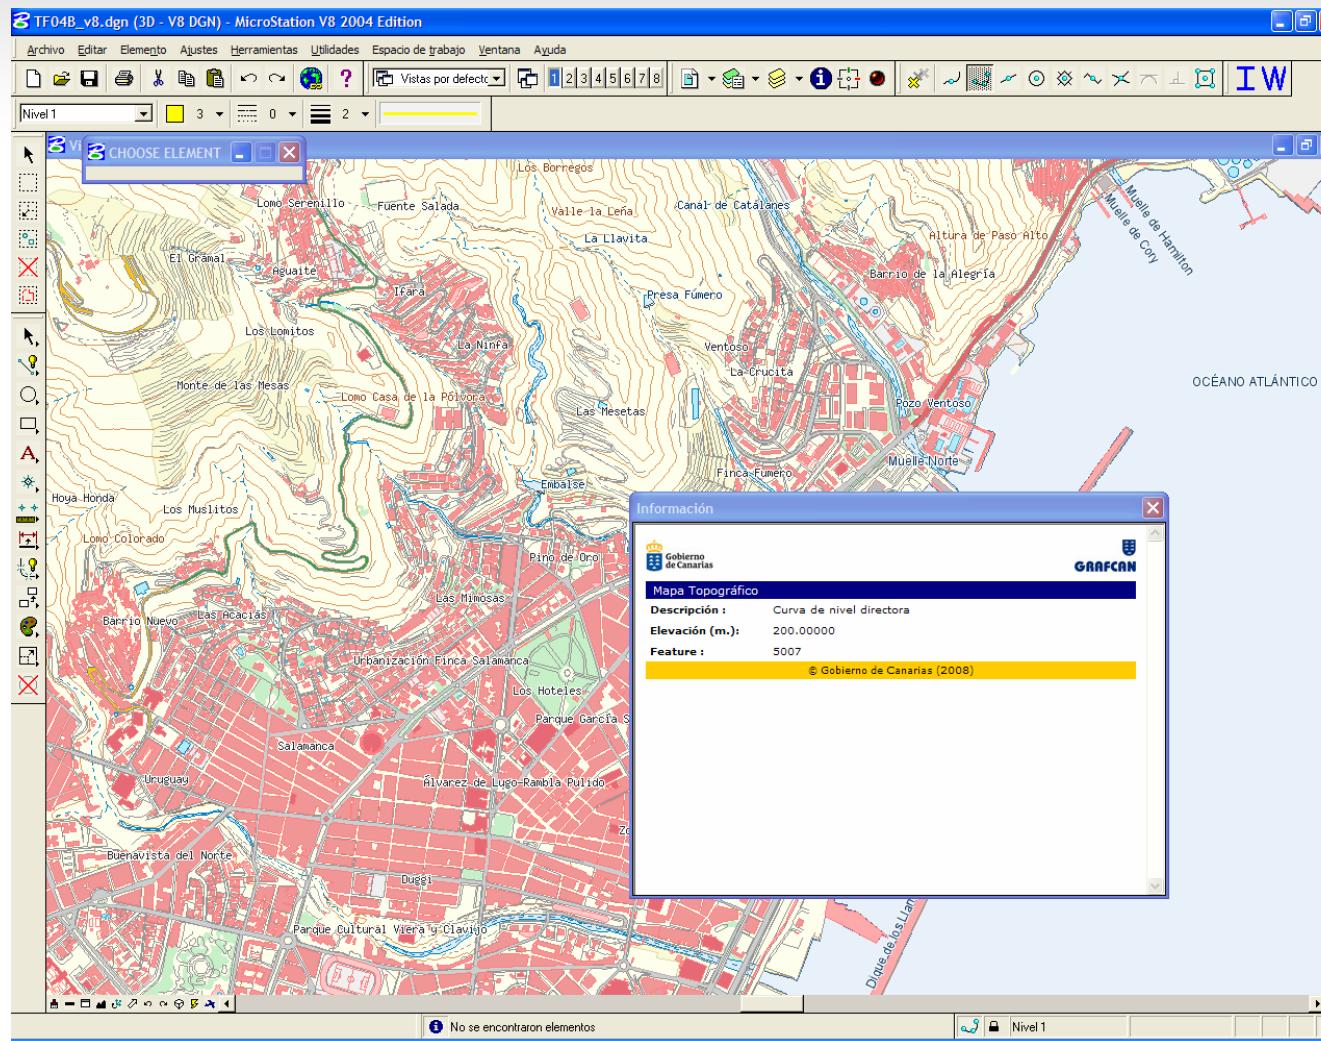 TF04B_v8.dgn (3D - V8 DGN) - MicroStation V8 2004 Edition
Archivo Editar Elemento Ajustes Herramientas Utilidades Espacio de trabajo Ventana Ayuda
Vistas por defecto 1 2 3 4 5 6 7 8
I W
Nivel 1 3 0 2
CHOOSE ELEMENT
Los Borregos
Lomo Serenillo
Fuente Salada
Valle la Leña
Canal de Catalanes
Muelle de Hamilton
Muelle de Cory
La Llavita
Altura de Paso Alto
El Gramal
Aguaite
Barrio de la Alegría
Ifara
Presa Fumero
Los Lomitos
La Ninfa
Ventoso
La Crucita
OCÉANO ATLÁNTICO
Monte de las Mesas
Lomo Casa de la Pólvora
Las Mesetas
Pozo Ventoso
Muelle Norte
Finca Fumero
Embalse
Hoya Honda
Los Muslitos
Lomo Colorado
Pino de Oro
Las Mimosas
Barrio Nuevo
Las Acacias
Urbanización Finca Salamanca
Los Hoteles
Parque García S
Salamanca
Uruguay
Álvarez de Lugo-Rambla Pulido
Zo
Buenavista del Norte
Duggi
Parque Cultural Viera y Clavijo
Dique de los Llan
Información
Gobierno
de Canarias
GRAFCAN
Mapa Topográfico
Descripción : Curva de nivel directora
Elevación (m.): 200.00000
Feature : 5007
© Gobierno de Canarias (2008)
No se encontraron elementos
Nivel 1